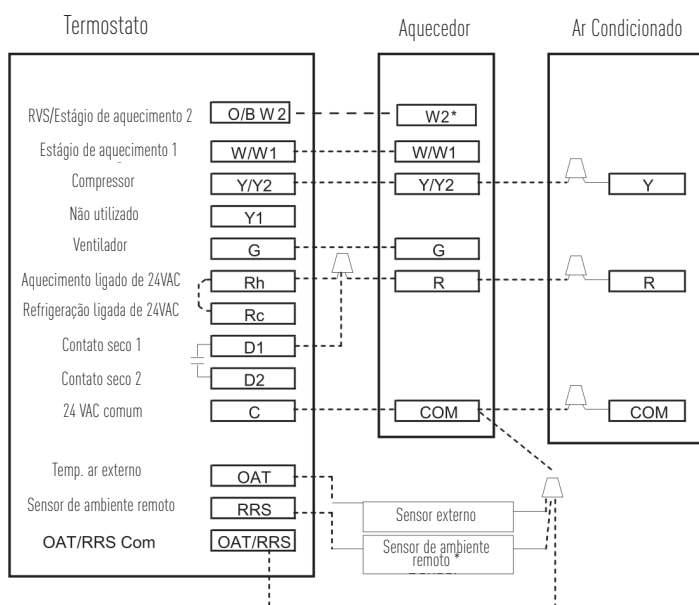 Termostato Aquecedor Ar Condicionado
RVS/Estágio de aquecimento 2 O/B W 2 W2*
Estágio de aquecimento 1 W/W1 W/W1
Compressor Y/Y2 Y/Y2 Y
Não utilizado Y1
Ventilador G G
Aquecimento ligado de 24VAC Rh R R
Refrigeração ligada de 24VAC Rc
Contato seco 1 D1
Contato seco 2 D2
24 VAC comum C COM COM
Temp. ar externo OAT
Sensor de ambiente remoto RRS Sensor externo
OAT/RRS Com OAT/RRS Sensor de ambiente
remoto *